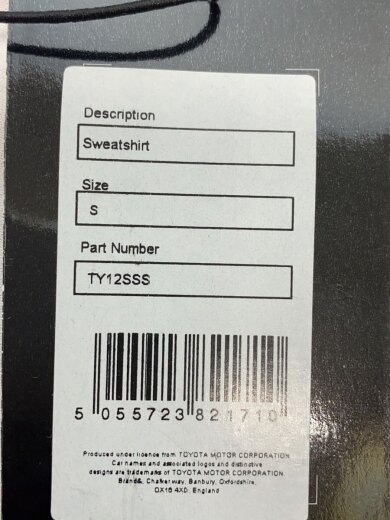 Description
Sweatshirt
Size
S
Part Number
TY12SSS
5 055723 821710
Produced under licence from TOYOTA MOTOR CORPORATION
Car names and associated logos and distinctive
designs are trademarks of TOYOTA MOTOR CORPORATION
Chalker way, Banbury, Oxfordshire,
OX16 4XD. England